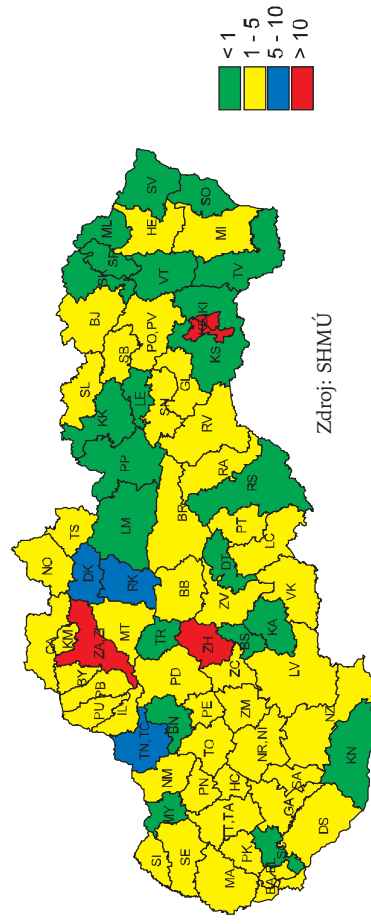 < 1
1 - 5
5 - 10
> 10
NO
TS
CA
KM
BY
ZA,ZI
DK
RK
PU
PB
IL
MT
LM
PP
KK
LE
SL
SB
BJ
PO,PV
SK
SP
ML
HE
VT
SV
SO
MI
TV
KS
KI
GL
SN
RV
RA
RS
BR
BB
TR
ZH
PD
BN
TN,TC
NM
MY
SI
SE
MA
PK
TT,TA
HC
PN
TO
PE
ZM
NR,NI
ZC
BS
KA
ZV
DT
PT
LC
VK
LV
NZ
SA
GA
DS
KN
Zdroj: SHMÚ